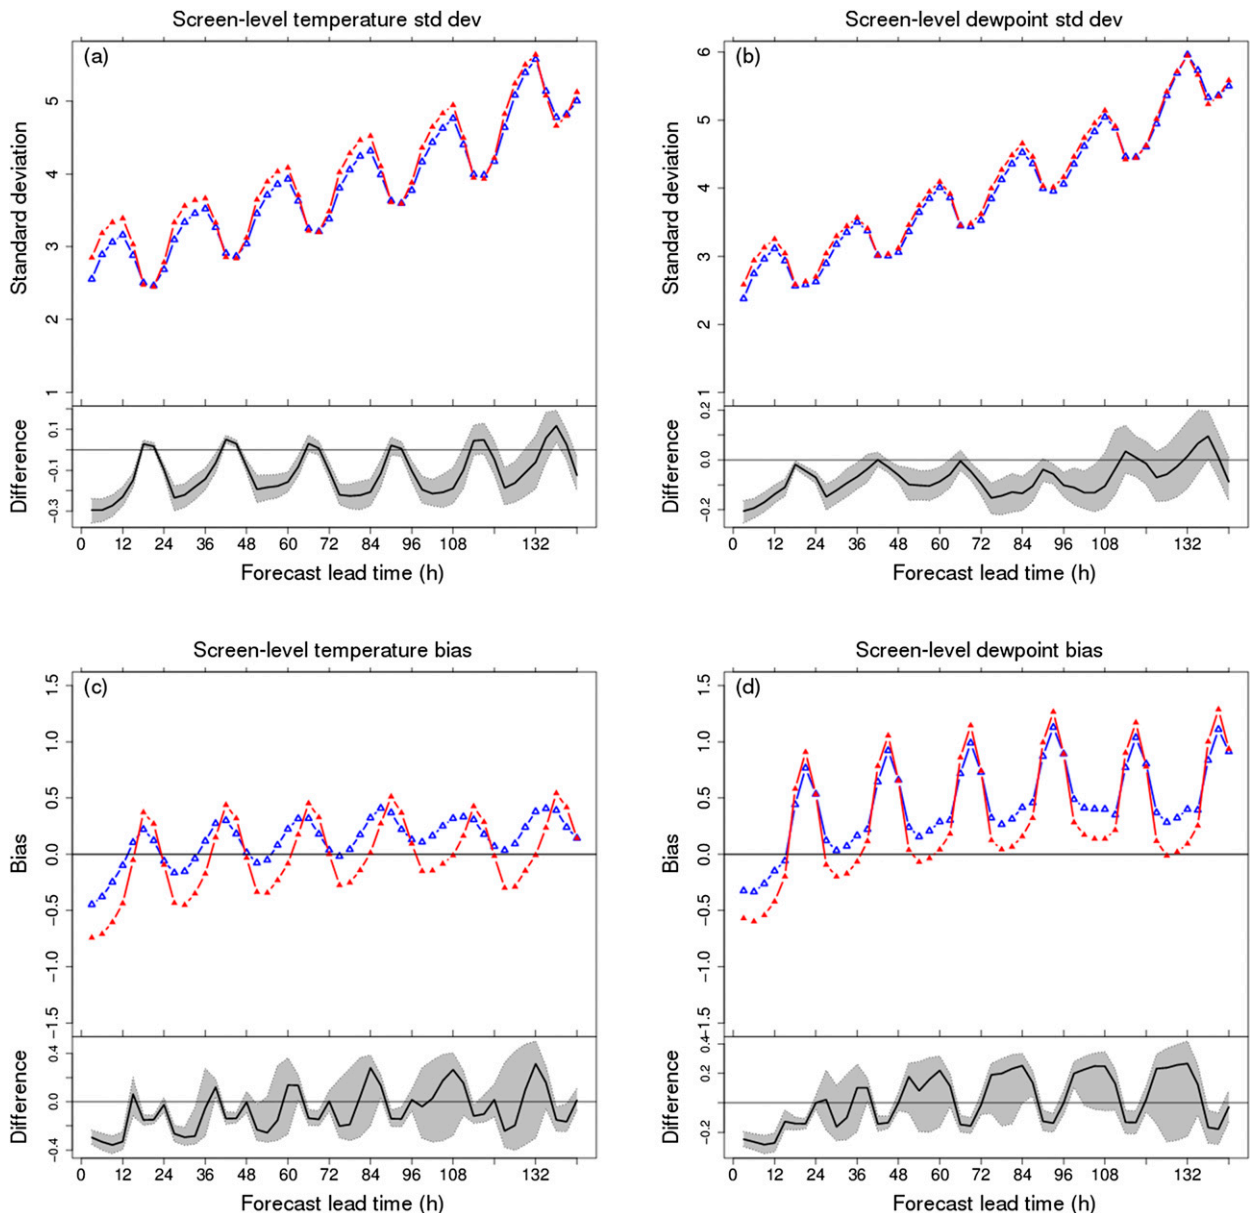 Screen-level temperature std dev
(a)
Standard deviation
5
4
3
2
1
Difference
0.1
-0.1
-0.3
0 12 24 36 48 60 72 84 96 108 132
Forecast lead time (h)
Screen-level dewpoint std dev
(b)
Standard deviation
6
5
4
3
2
1
Difference
0.2
0.0
-0.2
0 12 24 36 48 60 72 84 96 108 132
Forecast lead time (h)
Screen-level temperature bias
(c)
Bias
1.5
1.0
0.5
0.0
-0.5
-1.0
-1.5
Difference
0.4
0.0
-0.4
0 12 24 36 48 60 72 84 96 108 132
Forecast lead time (h)
Screen-level dewpoint bias
(d)
Bias
1.5
1.0
0.5
0.0
-0.5
-1.0
-1.5
Difference
0.4
0.2
-0.2
0 12 24 36 48 60 72 84 96 108 132
Forecast lead time (h)